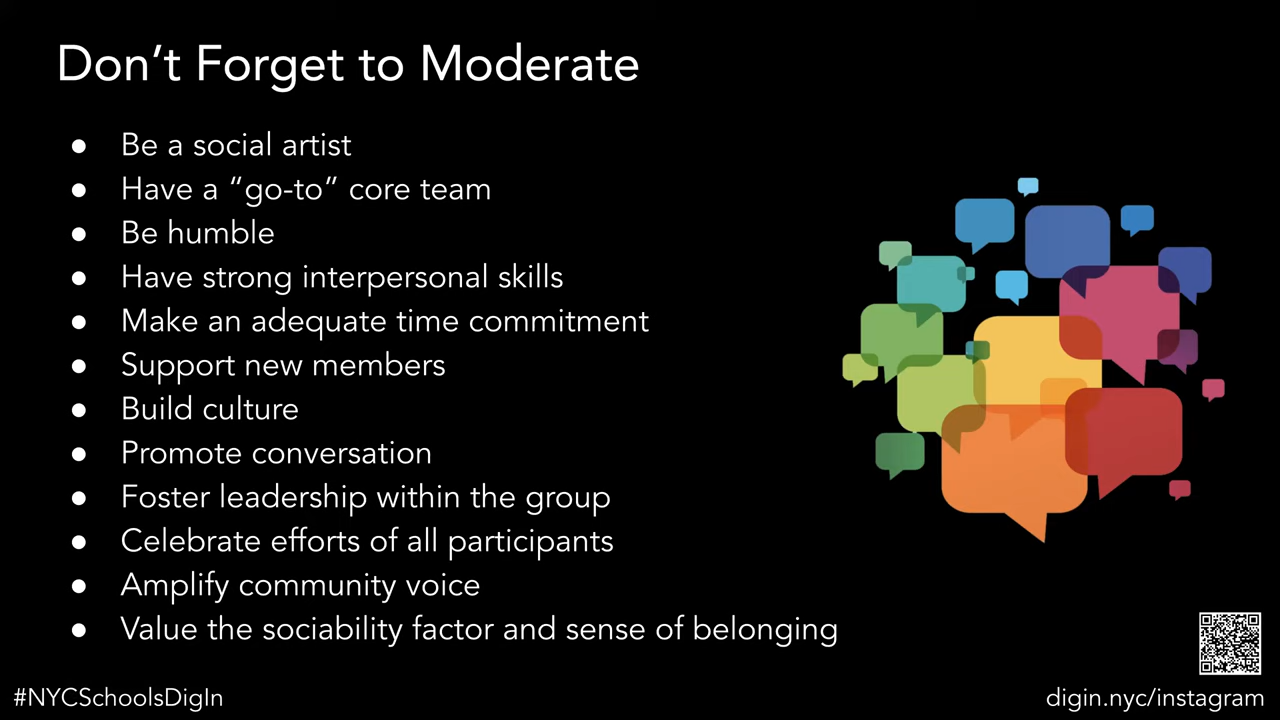 Don’t Forget to Moderate
● Be a social artist
● Have a “go-to” core team
● Be humble
● Have strong interpersonal skills
● Make an adequate time commitment
● Support new members
● Build culture
● Promote conversation
● Foster leadership within the group
● Celebrate efforts of all participants
● Amplify community voice
● Value the sociability factor and sense of belonging
#NYCSchoolsDigIn
digin.nyc/instagram